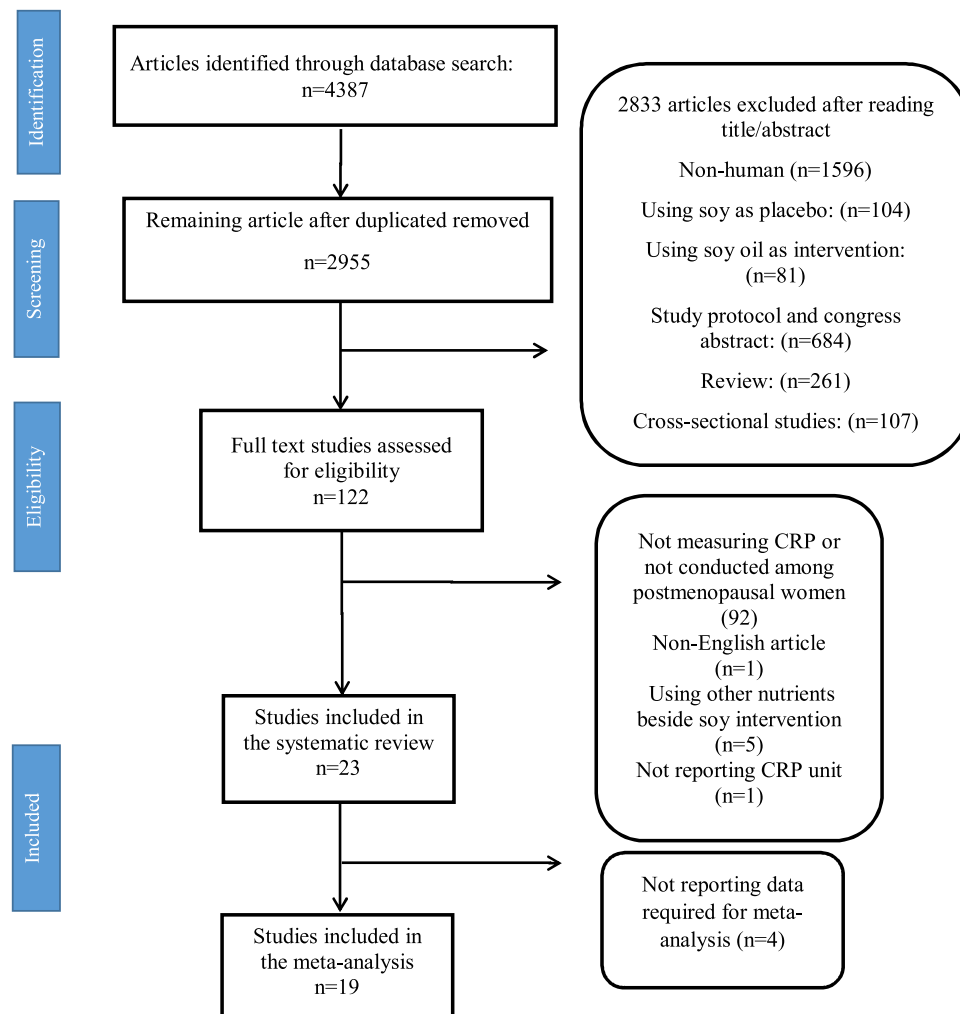 Identification
Articles identified through database search:
n=4387
2833 articles excluded after reading
title/abstract
Non-human (n=1596)
Using soy as placebo: (n=104)
Using soy oil as intervention:
(n=81)
Study protocol and congress
abstract: (n=684)
Review: (n=261)
Cross-sectional studies: (n=107)
Screening
Remaining article after duplicated removed
n=2955
Eligibility
Full text studies assessed
for eligibility
n=122
Not measuring CRP or
not conducted among
postmenopausal women
(92)
Non-English article
(n=1)
Using other nutrients
beside soy intervention
(n=5)
Not reporting CRP unit
(n=1)
Included
Studies included in
the systematic review
n=23
Not reporting data
required for meta-
analysis (n=4)
Studies included in
the meta-analysis
n=19